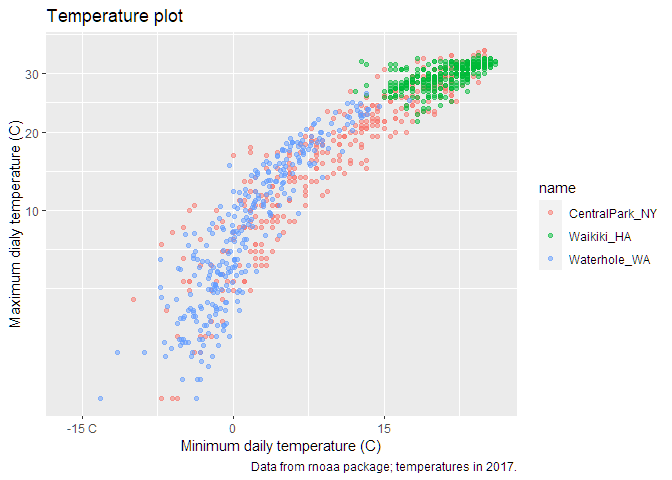 Temperature plot
Maximum dialy temperature (C)
30
20
10
-15 C
0
15
Minimum daily temperature (C)
Data from rnoaa package; temperatures in 2017.
name
CentralPark_NY
Waikiki_HA
Waterhole_WA